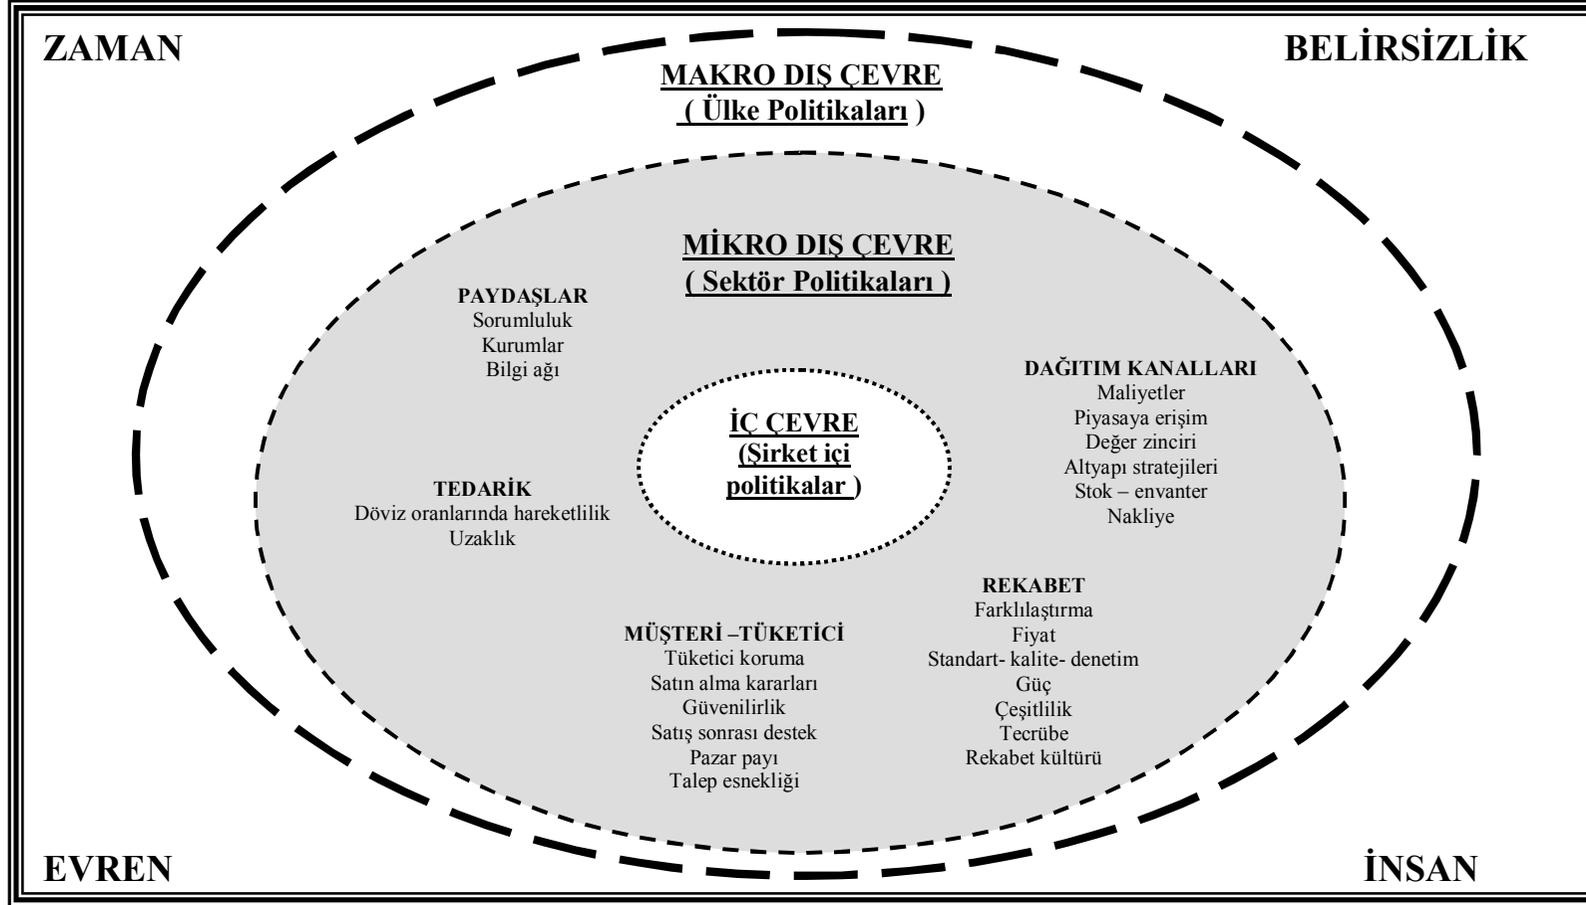 ZAMAN
BELİRSİZLİK
MAKRO DIŞ ÇEVRE
( Ülke Politikaları )
MİKRO DIŞ ÇEVRE
( Sektör Politikaları )
PAYDAŞLAR
Sorumluluk
Kurumlar
Bilgi ağı
DAĞITIM KANALLARI
Maliyetler
Piyasaya erişim
Değer zinciri
Altyapı stratejileri
Stok – envanter
Nakliye
İÇ ÇEVRE
(Şirket içi
politikalar )
TEDARİK
Döviz oranlarında hareketlilik
Uzaklık
REKABET
Farklılaştırma
Fiyat
Standart- kalite- denetim
Güç
Çeşitlilik
Tecrübe
Rekabet kültürü
MÜŞTERİ –TÜKETİCİ
Tüketici koruma
Satın alma kararları
Güvenilirlik
Satış sonrası destek
Pazar payı
Talep esnekliği
EVREN
İNSAN